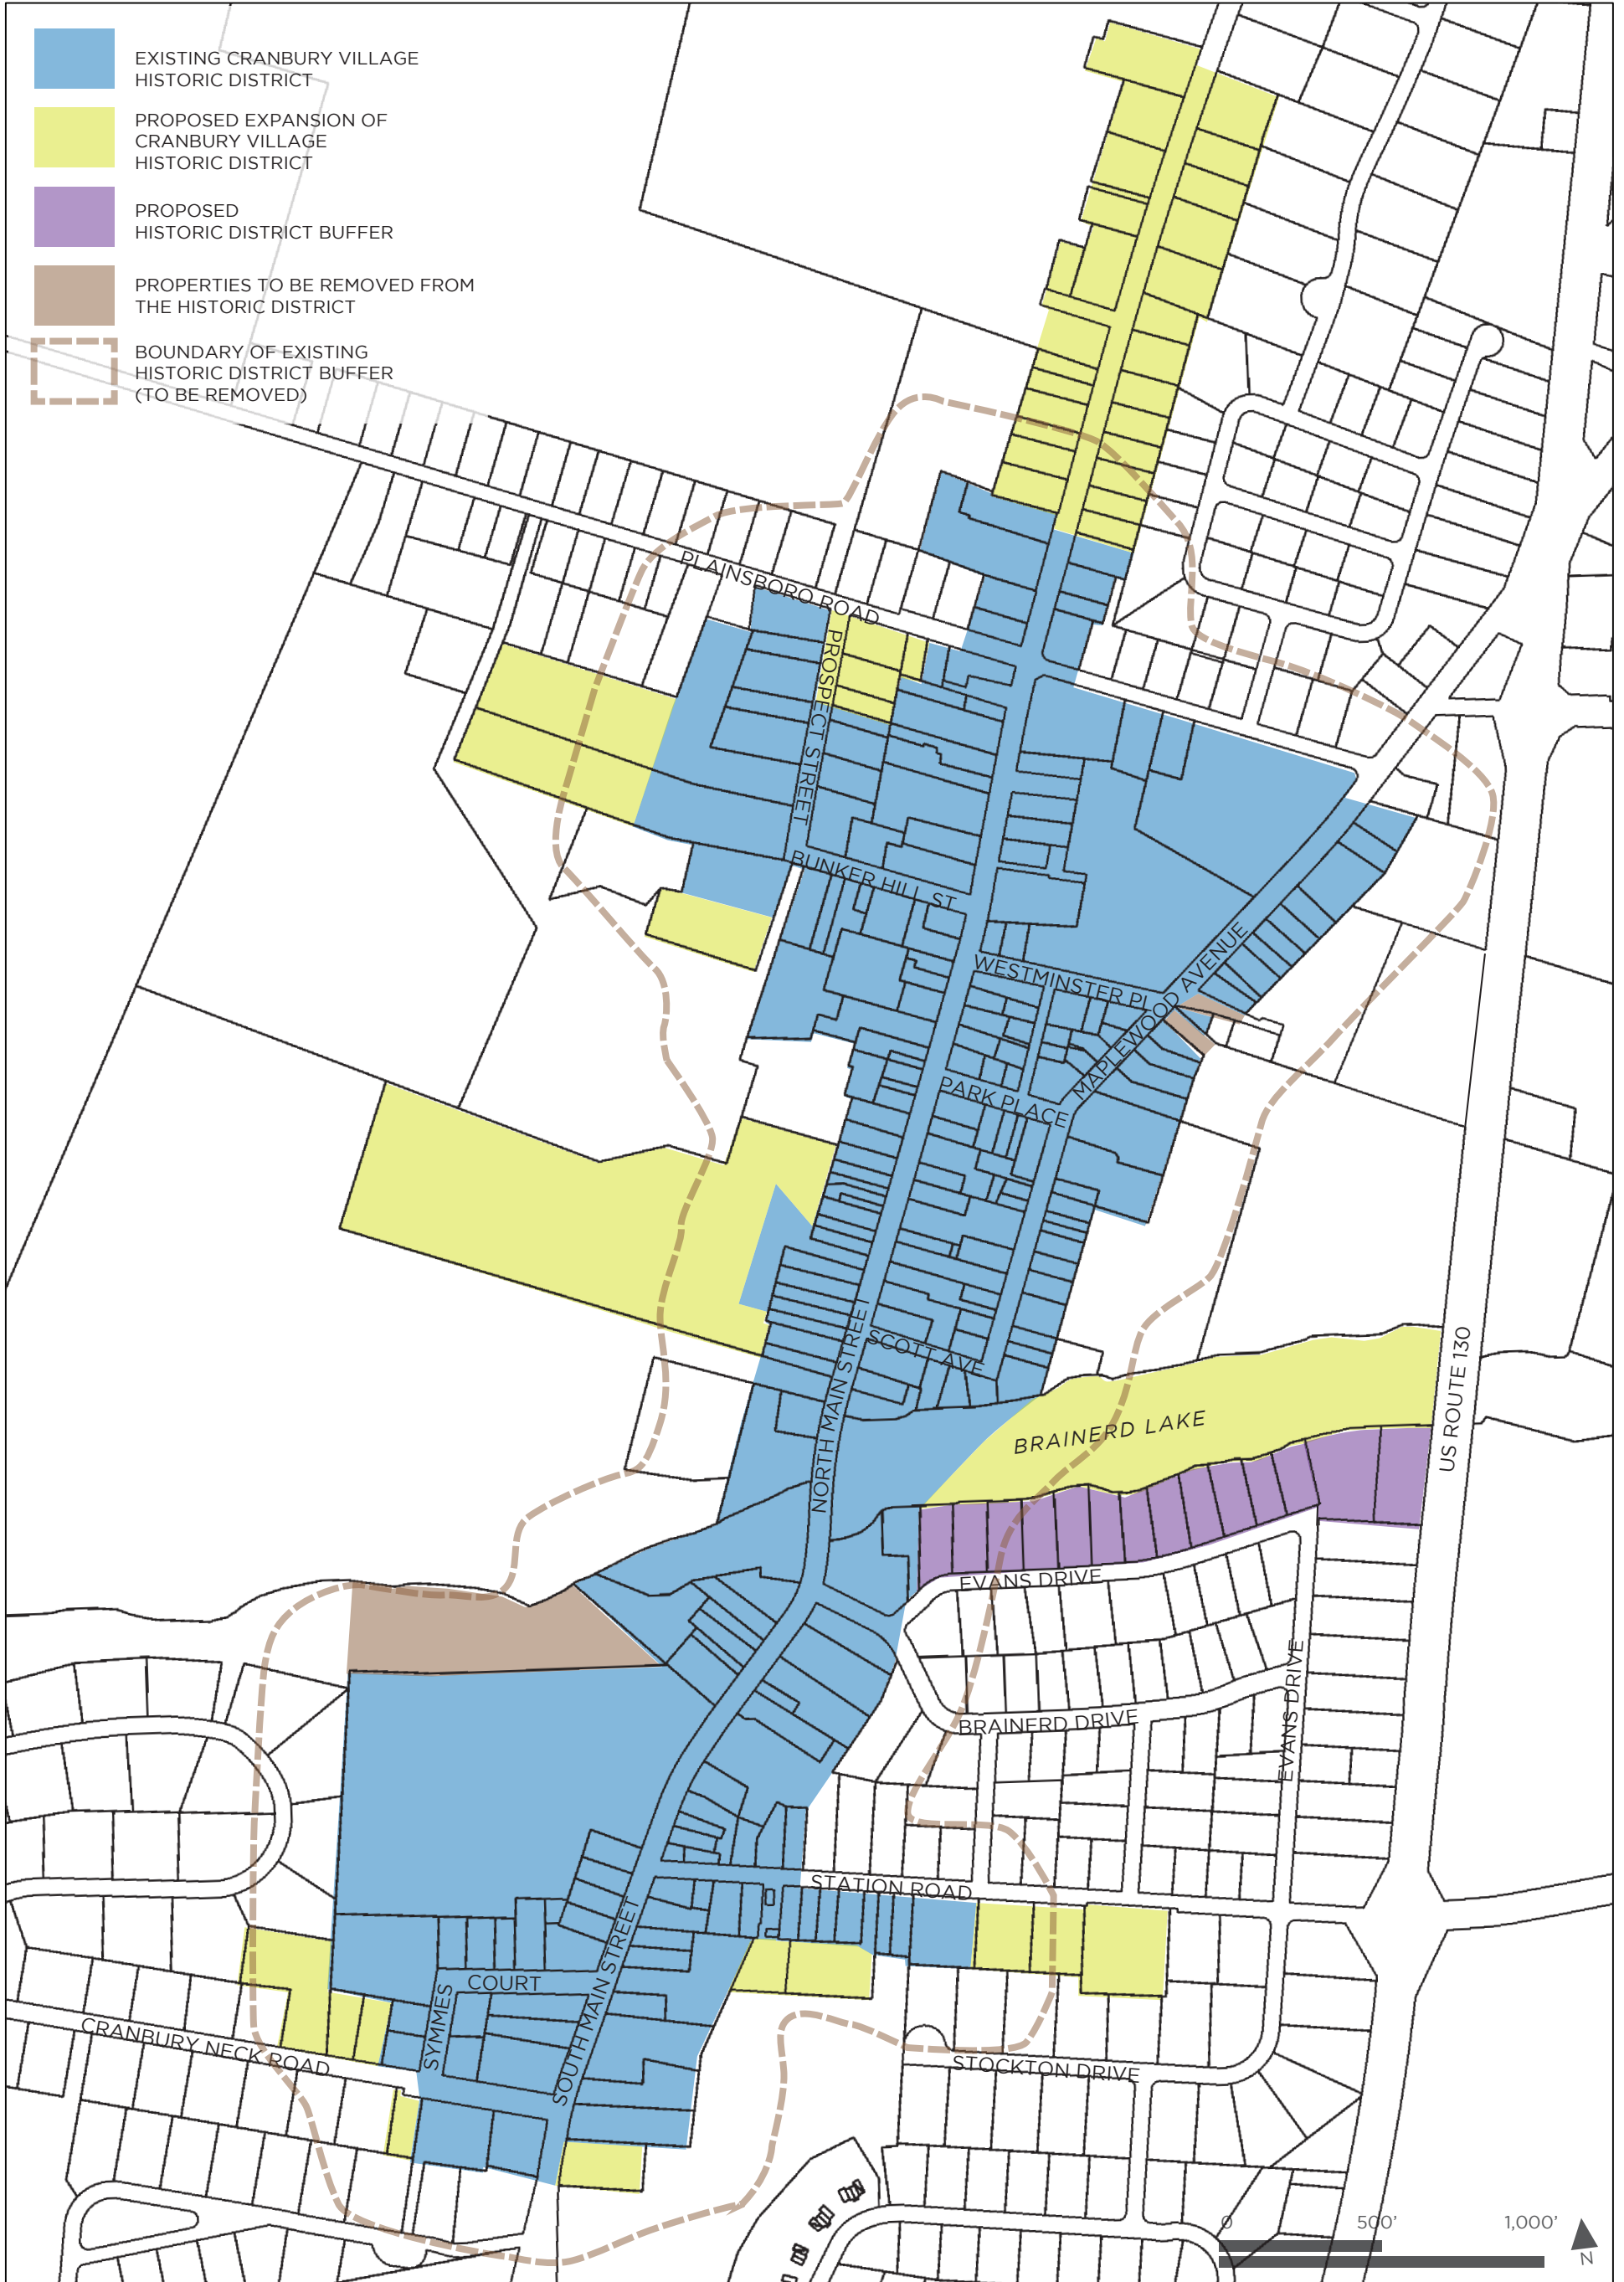 EXISTING CRANBURY VILLAGE
HISTORIC DISTRICT
PROPOSED EXPANSION OF
CRANBURY VILLAGE
HISTORIC DISTRICT
PROPOSED
HISTORIC DISTRICT BUFFER
PROPERTIES TO BE REMOVED FROM
THE HISTORIC DISTRICT
BOUNDARY OF EXISTING
HISTORIC DISTRICT BUFFER
(TO BE REMOVED)
PLAINSBORO ROAD
PROSPECT STREET
BUNKER HILL ST
WESTMINSTER PL
MAPLEWOOD AVENUE
PARK PLACE
NORTH MAIN STREET
SCOTT AVE
BRAINERD LAKE
US ROUTE 130
EVANS DRIVE
BRAINERD DRIVE
EVANS DRIVE
STATION ROAD
SOUTH MAIN STREET
COURT
SYMMES
CRANBURY NECK ROAD
STOCKTON DRIVE
0 500' 1,000'
N